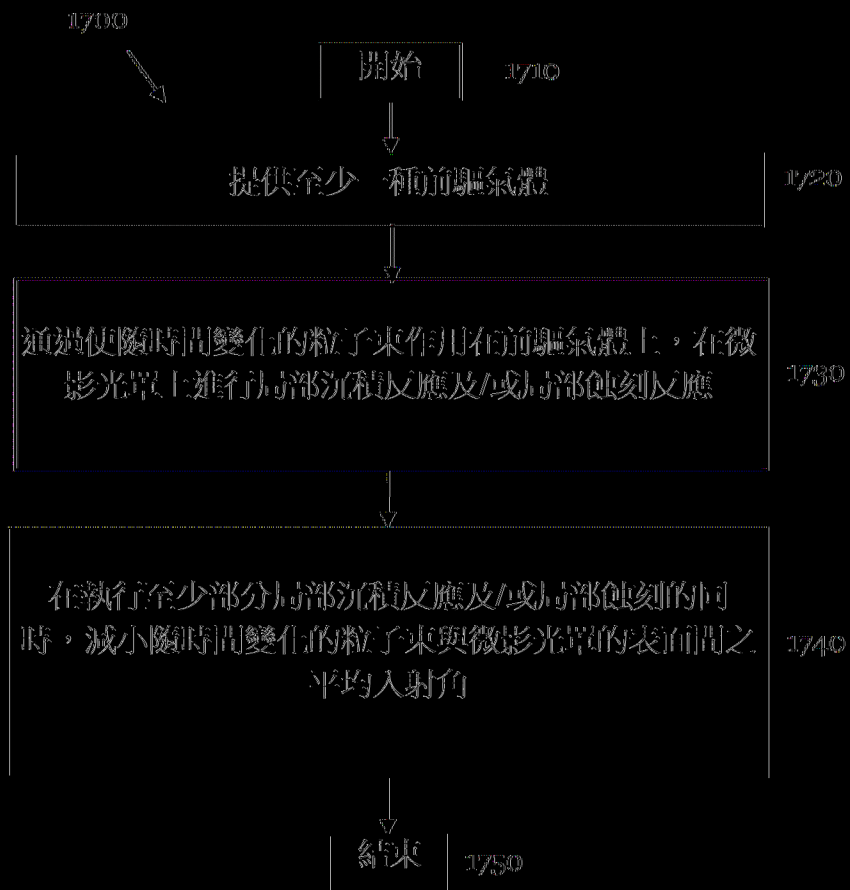 1700
開始
1710
提供至少一種前驅氣體
1720
通過使隨時間變化的粒子束作用在前驅氣體上，在微
影光罩上進行局部沉積反應及/或局部蝕刻反應
1730
在執行至少部分局部沉積反應及/或局部蝕刻的同
時，減小隨時間變化的粒子束與微影光罩的表面間之
平均入射角
1740
結束
1750